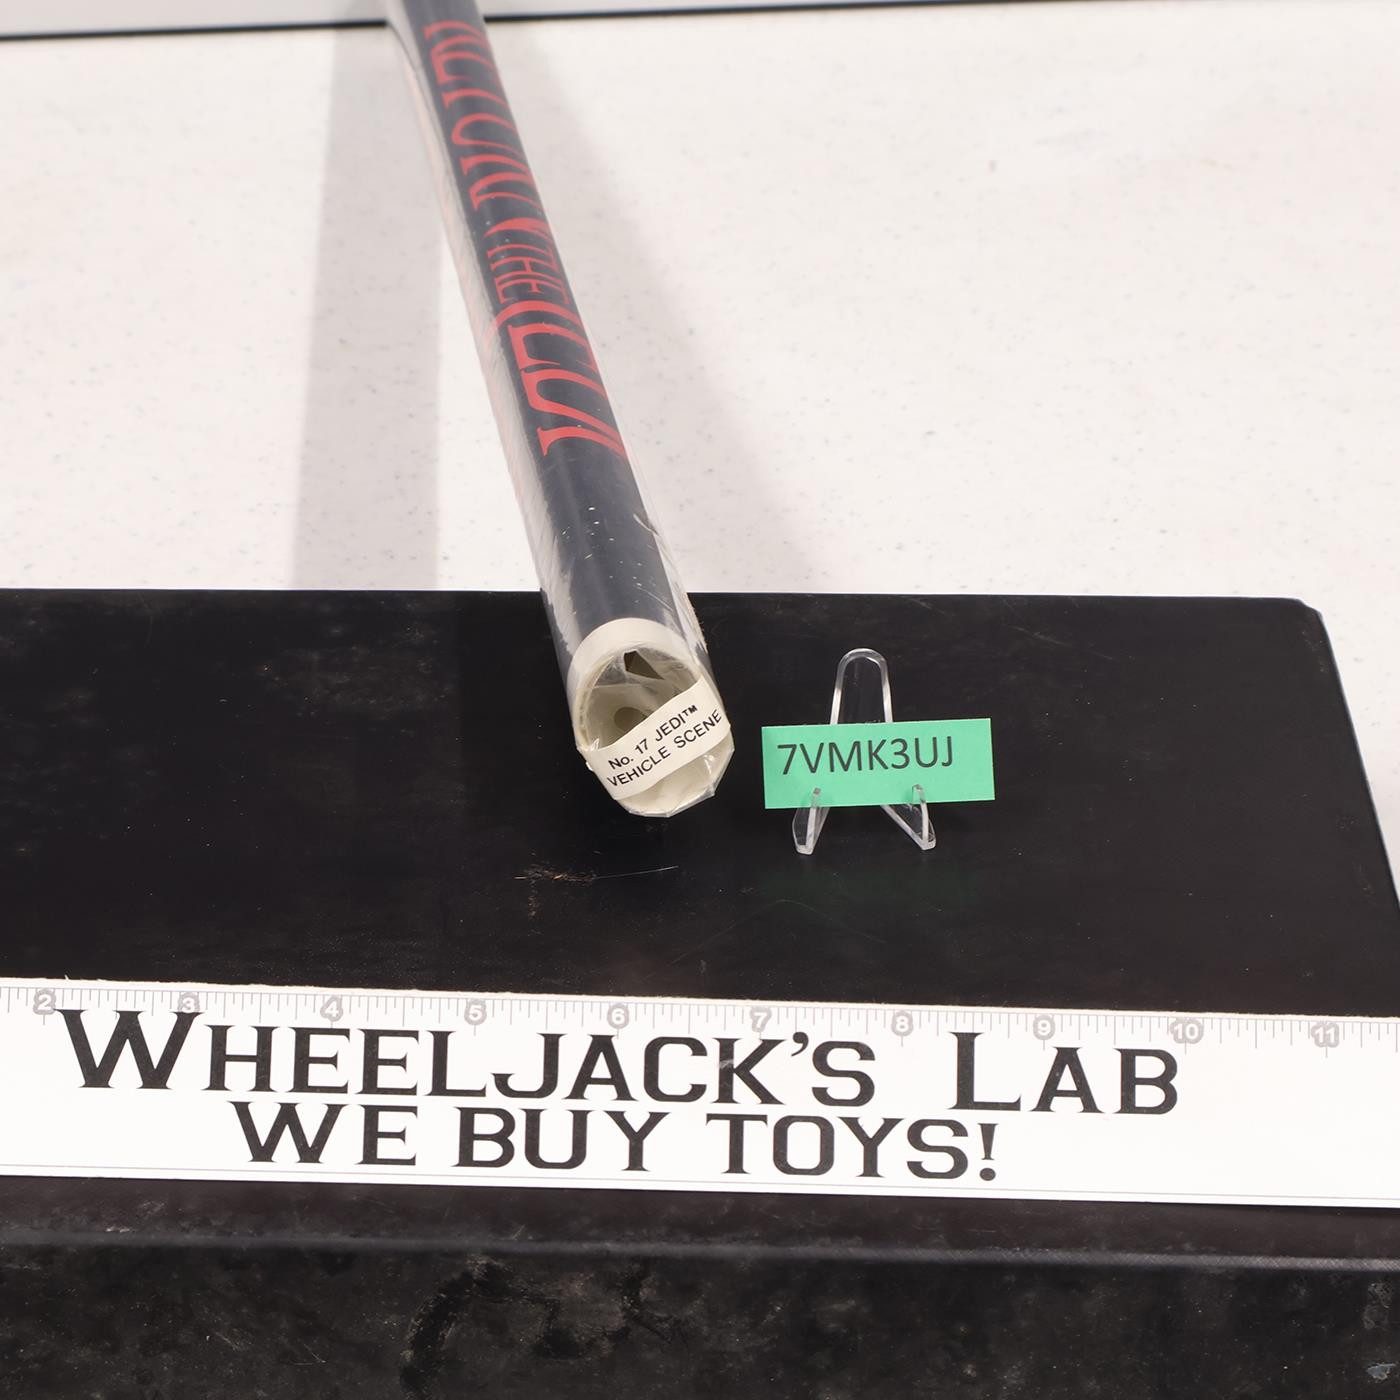 THE
No. 17 JEDI™
VEHICLE SCENE
7VMK3UJ
2 3 4 5 6 7 8 9 10 11
WHEELJACK'S LAB
WE BUY TOYS!